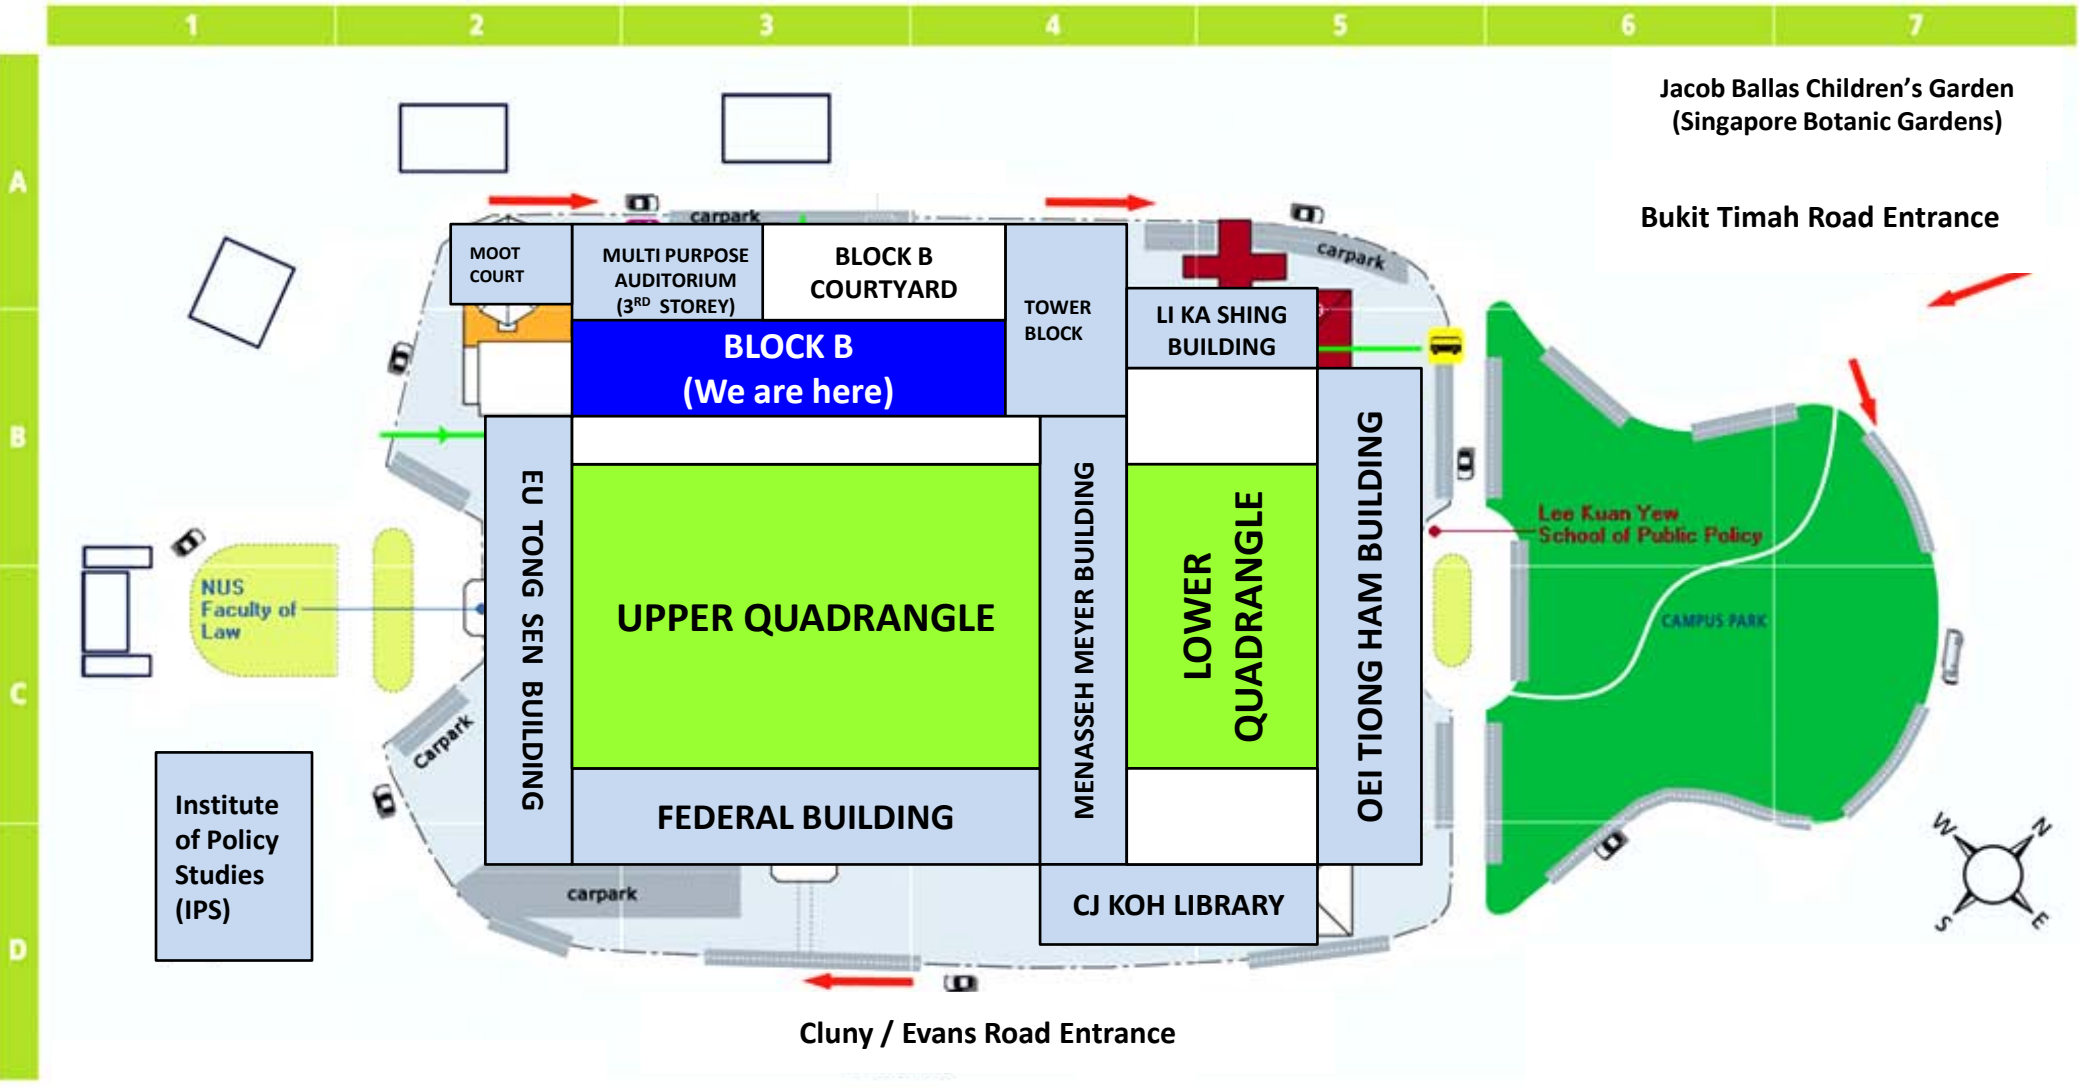 1
2
3
4
5
6
7
A
B
C
D
Jacob Ballas Children’s Garden
(Singapore Botanic Gardens)
Bukit Timah Road Entrance
carpark
carpark
MOOT
COURT
MULTI PURPOSE
AUDITORIUM
(3RD STOREY)
BLOCK B
COURTYARD
TOWER
BLOCK
LI KA SHING
BUILDING
BLOCK B
(We are here)
EU TONG SEN BUILDING
UPPER QUADRANGLE
MENASSEH MEYER BUILDING
LOWER
QUADRANGLE
OEI TIONG HAM BUILDING
Lee Kuan Yew
School of Public Policy
NUS
Faculty of
Law
CAMPUS PARK
Carpark
Institute
of Policy
Studies
(IPS)
FEDERAL BUILDING
carpark
CJ KOH LIBRARY
W
N
S
E
Cluny / Evans Road Entrance